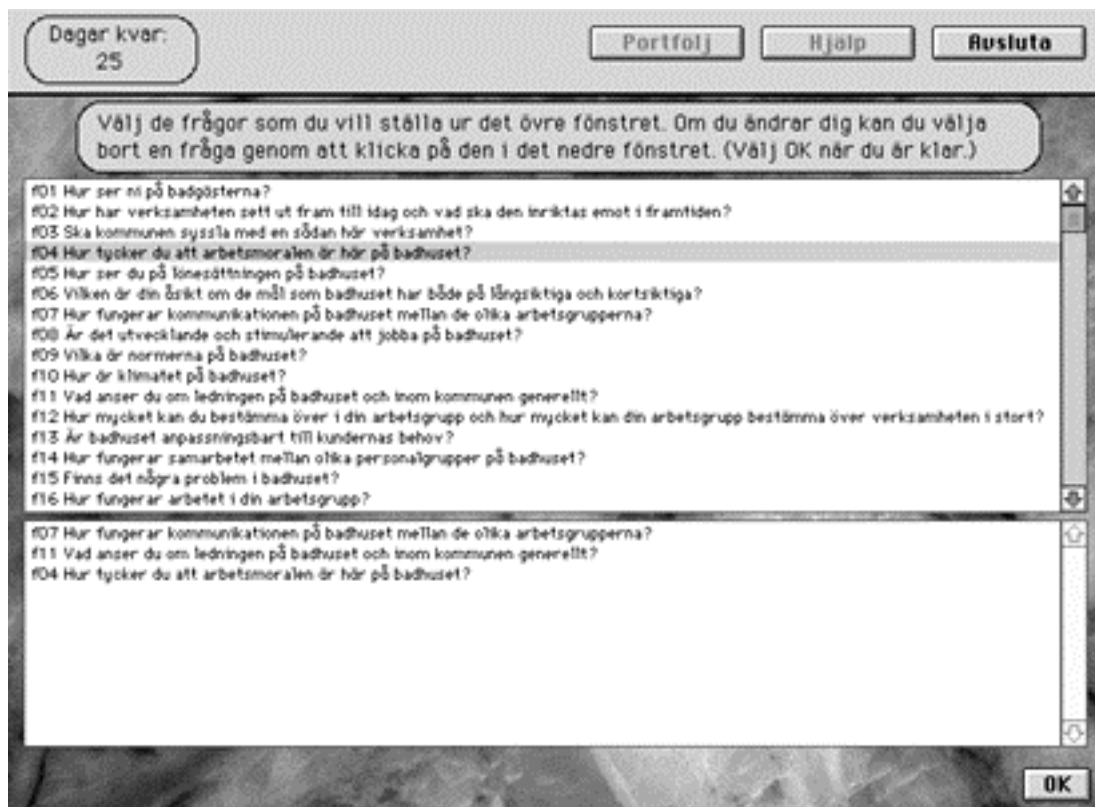 Dagar kvar:
25
Portfölj
Hjälp
Avsluta
Välj de frågor som du vill ställa ur det övre fönstret. Om du ändrar dig kan du välja
bort en fråga genom att klicka på den i det nedre fönstret. (Välj OK när du är klar.)
f01 Hur ser ni på badgästerna?
f02 Hur har verksamheten sett ut fram till idag och vad ska den inriktas emot i framtiden?
f03 Ska kommunen syssla med en sådan här verksamhet?
f04 Hur tycker du att arbetsmoralen är här på badhuset?
f05 Hur ser du på lönesättningen på badhuset?
f06 Vilken är din åsikt om de mål som badhuset har både på långsiktiga och kortsiktiga?
f07 Hur fungerar kommunikationen på badhuset mellan de olika arbetsgrupperna?
f08 Är det utvecklande och stimulerande att jobba på badhuset?
f09 Vilka är normerna på badhuset?
f10 Hur är klimatet på badhuset?
f11 Vad anser du om ledningen på badhuset och inom kommunen generellt?
f12 Hur mycket kan du bestämma över i din arbetsgrupp och hur mycket kan din arbetsgrupp bestämma över verksamheten i stort?
f13 Är badhuset anpassningsbart till kundernas behov?
f14 Hur fungerar samarbetet mellan olika personalgrupper på badhuset?
f15 Finns det några problem i badhuset?
f16 Hur fungerar arbetet i din arbetsgrupp?
f07 Hur fungerar kommunikationen på badhuset mellan de olika arbetsgrupperna?
f11 Vad anser du om ledningen på badhuset och inom kommunen generellt?
f04 Hur tycker du att arbetsmoralen är här på badhuset?
OK